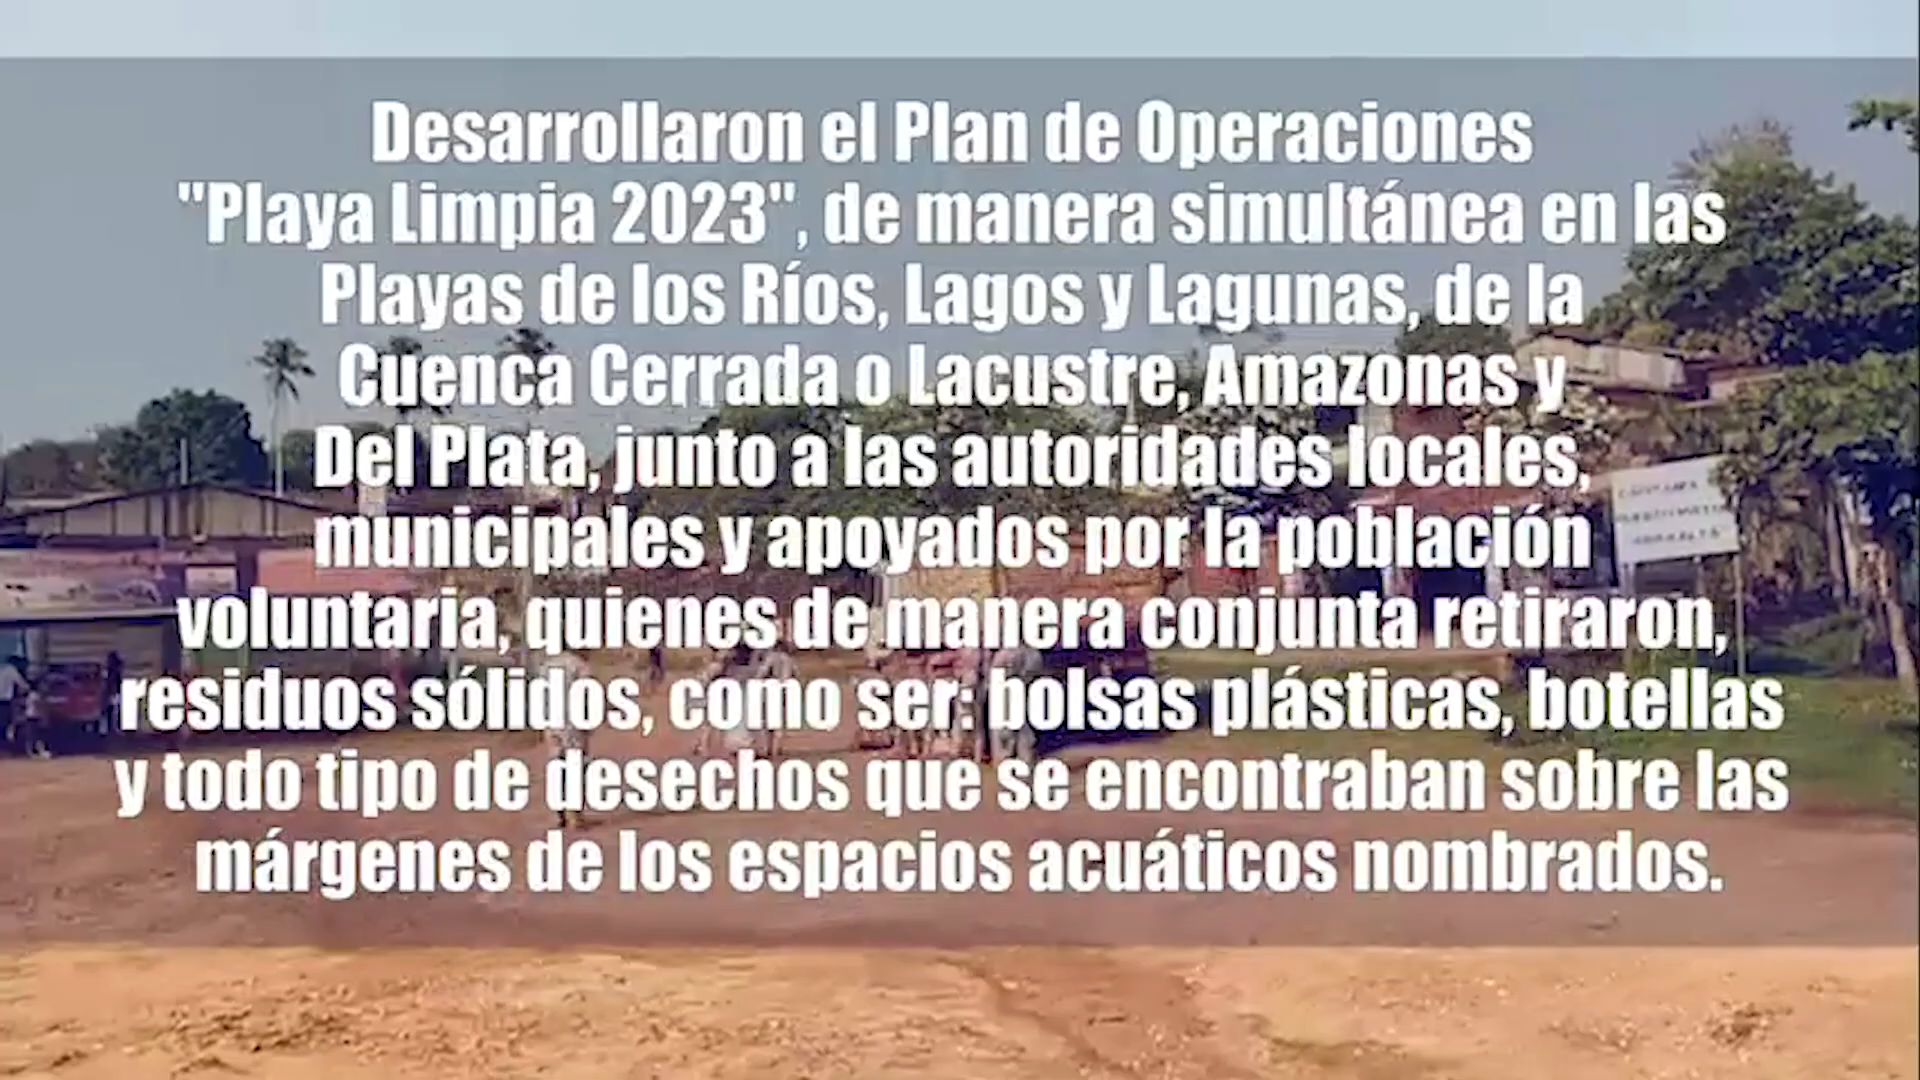 Desarrollaron el Plan de Operaciones
"Playa Limpia 2023", de manera simultánea en las
Playas de los Ríos, Lagos y Lagunas, de la
Cuenca Cerrada o Lacustre, Amazonas y
Del Plata, junto a las autoridades locales,
municipales y apoyados por la población
voluntaria, quienes de manera conjunta retiraron,
residuos sólidos, como ser: bolsas plásticas, botellas
y todo tipo de desechos que se encontraban sobre las
márgenes de los espacios acuáticos nombrados.